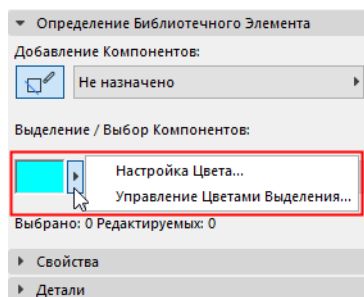 Определение Библиотечного Элемента
Добавление Компонентов:
Не назначено
Выделение / Выбор Компонентов:
Настройка Цвета...
Управление Цветами Выделения...
Выбрано: 0 Редактируемых: 0
Свойства
Детали